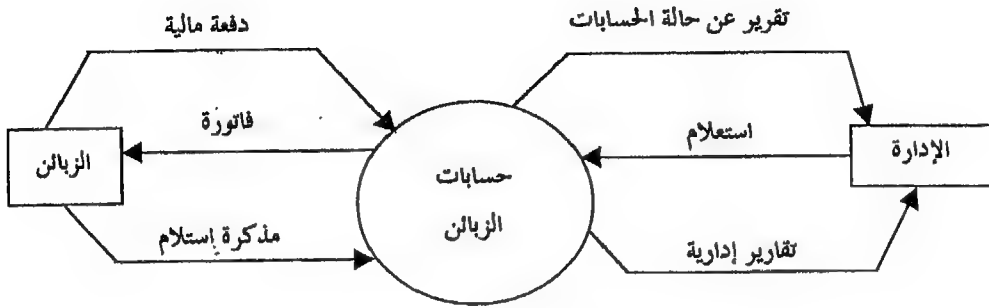 تقرير عن حالة الحسابات
دفعة مالية
فاتورة
استعلام
الزبائن
حسابات
الزبائن
الإدارة
مذكرة إستلام
تقارير إدارية